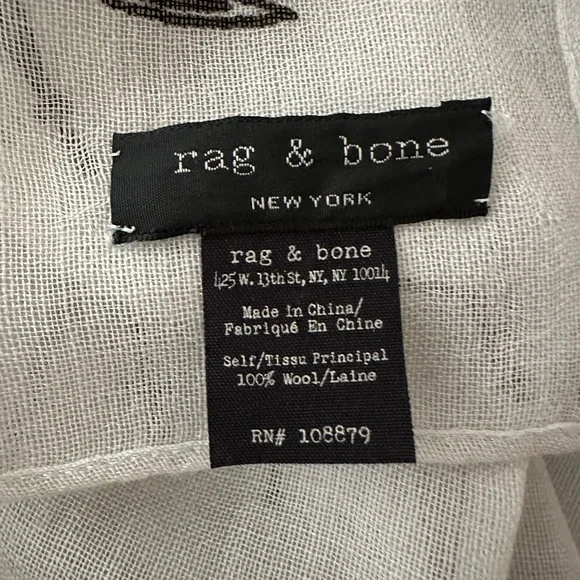 rag & bone
NEW YORK
rag & bone
425 W. 13th St, NY, NY 10014
Made in China/
Fabriqué En Chine
Self/Tissu Principal
100% Wool/Laine
RN# 108879